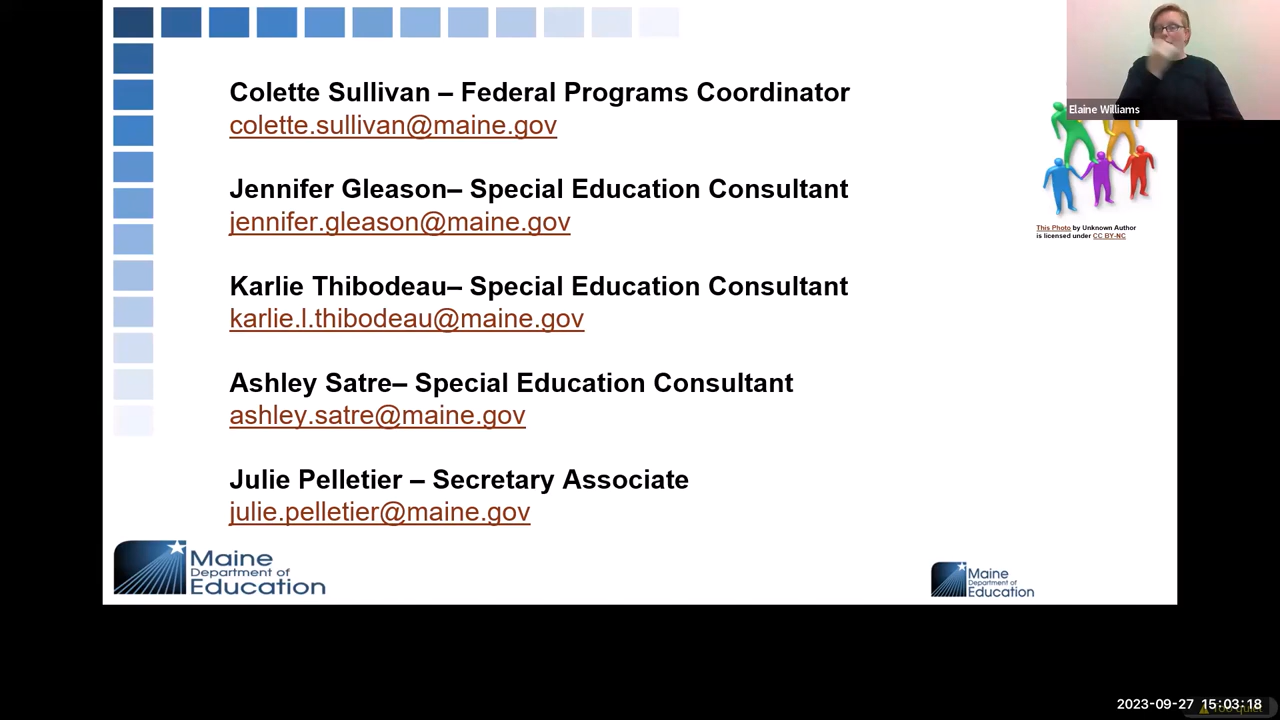 Colette Sullivan – Federal Programs Coordinator
colette.sullivan@maine.gov
Jennifer Gleason– Special Education Consultant
jennifer.gleason@maine.gov
Karlie Thibodeau– Special Education Consultant
karlie.l.thibodeau@maine.gov
Ashley Satre– Special Education Consultant
ashley.satre@maine.gov
Julie Pelletier – Secretary Associate
julie.pelletier@maine.gov
Elaine Williams
This Photo by Unknown Author
is licensed under CC BY-NC
Maine
Department of
Education
Maine
Department of
Education
2023-09-27 15:03:18